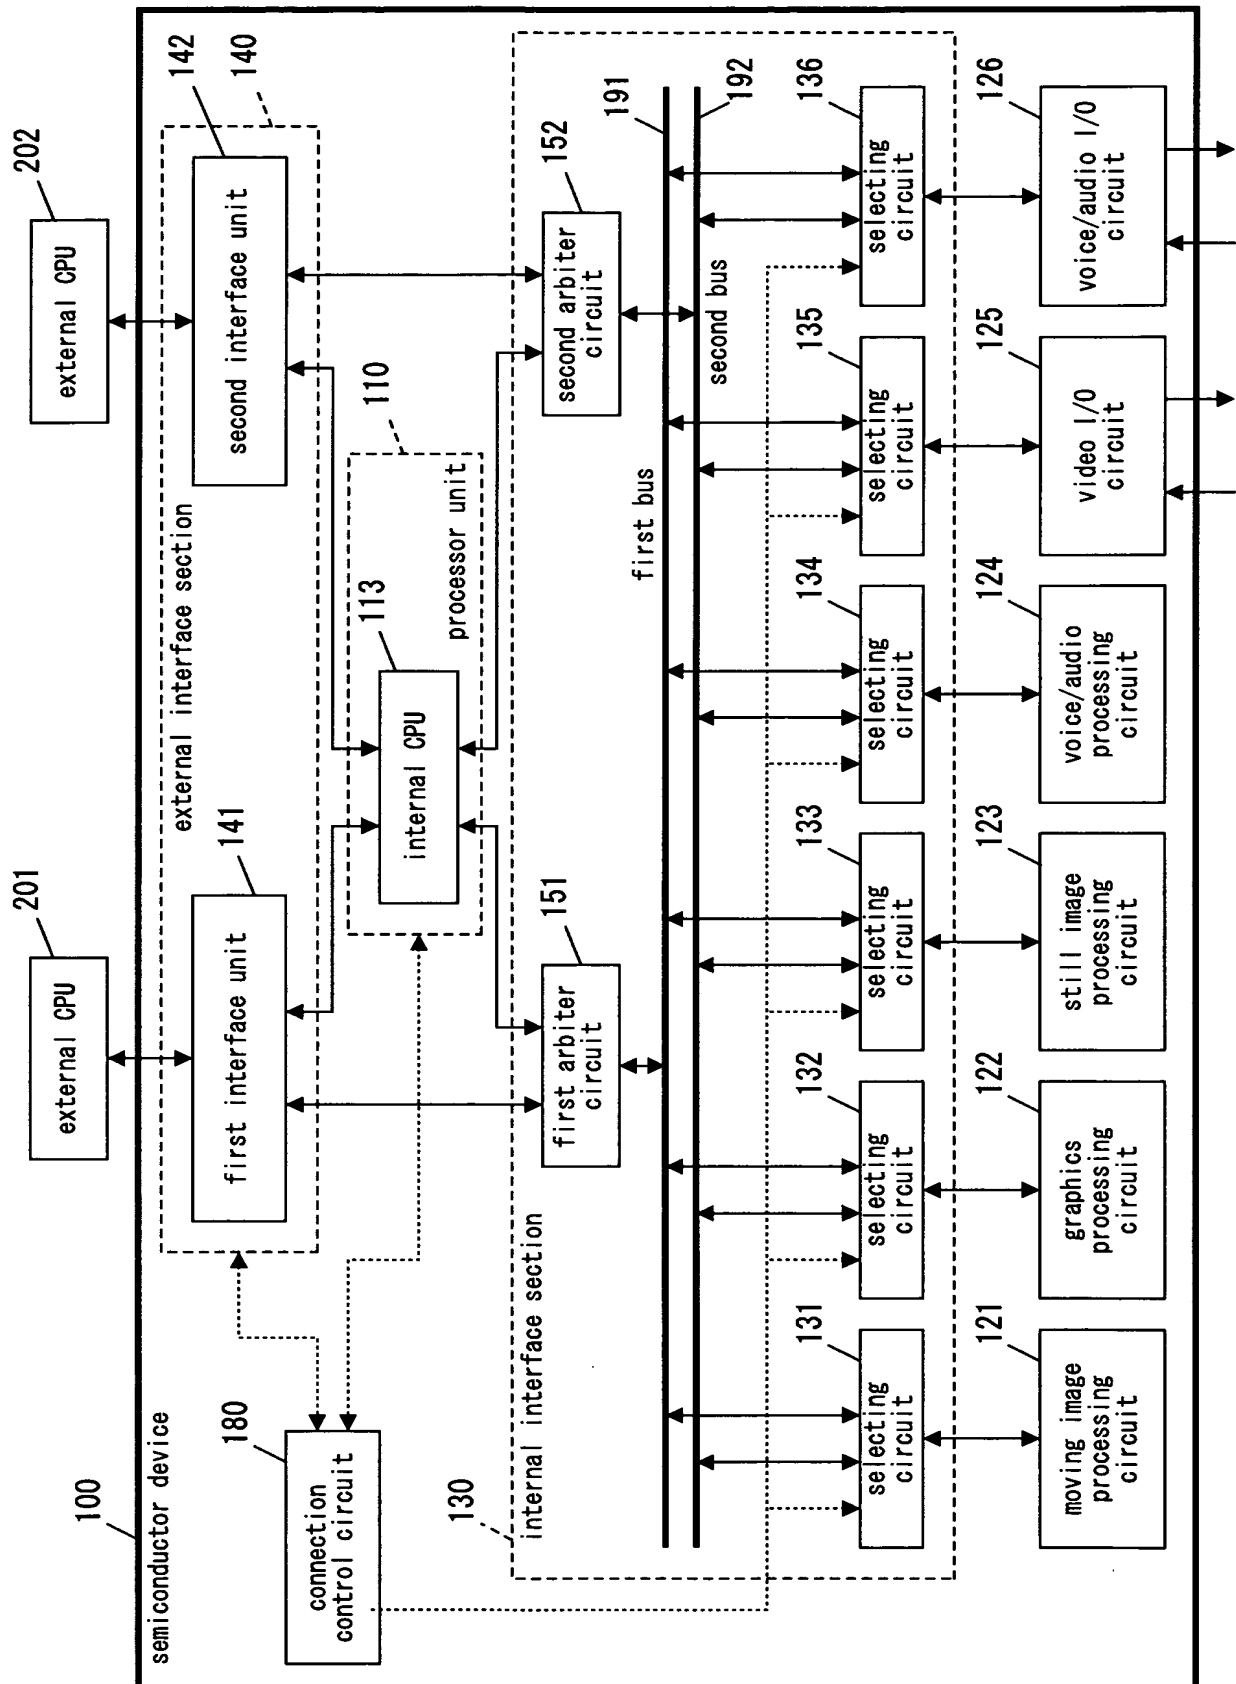 100
semiconductor device
201
external CPU
202
external CPU
external interface section
140
141
first interface unit
142
second interface unit
180
connection
control circuit
110
processor unit
113
internal CPU
130
internal interface section
151
first arbiter
circuit
152
second arbiter
circuit
first bus
191
second bus
192
131
selecting
circuit
132
selecting
circuit
133
selecting
circuit
134
selecting
circuit
135
selecting
circuit
136
selecting
circuit
121
moving image
processing
circuit
122
graphics
processing
circuit
123
still image
processing
circuit
124
voice/audio
processing
circuit
125
video I/O
circuit
126
voice/audio I/O
circuit